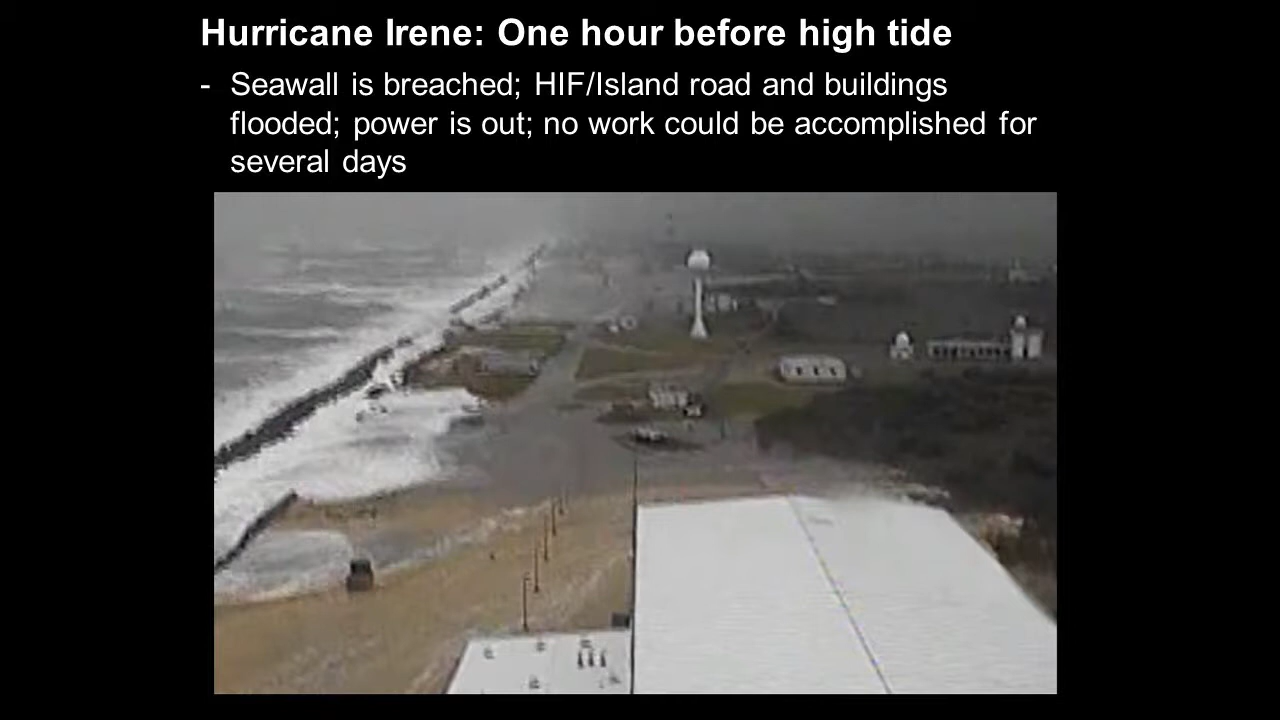 Hurricane Irene: One hour before high tide
- Seawall is breached; HIF/Island road and buildings
flooded; power is out; no work could be accomplished for
several days